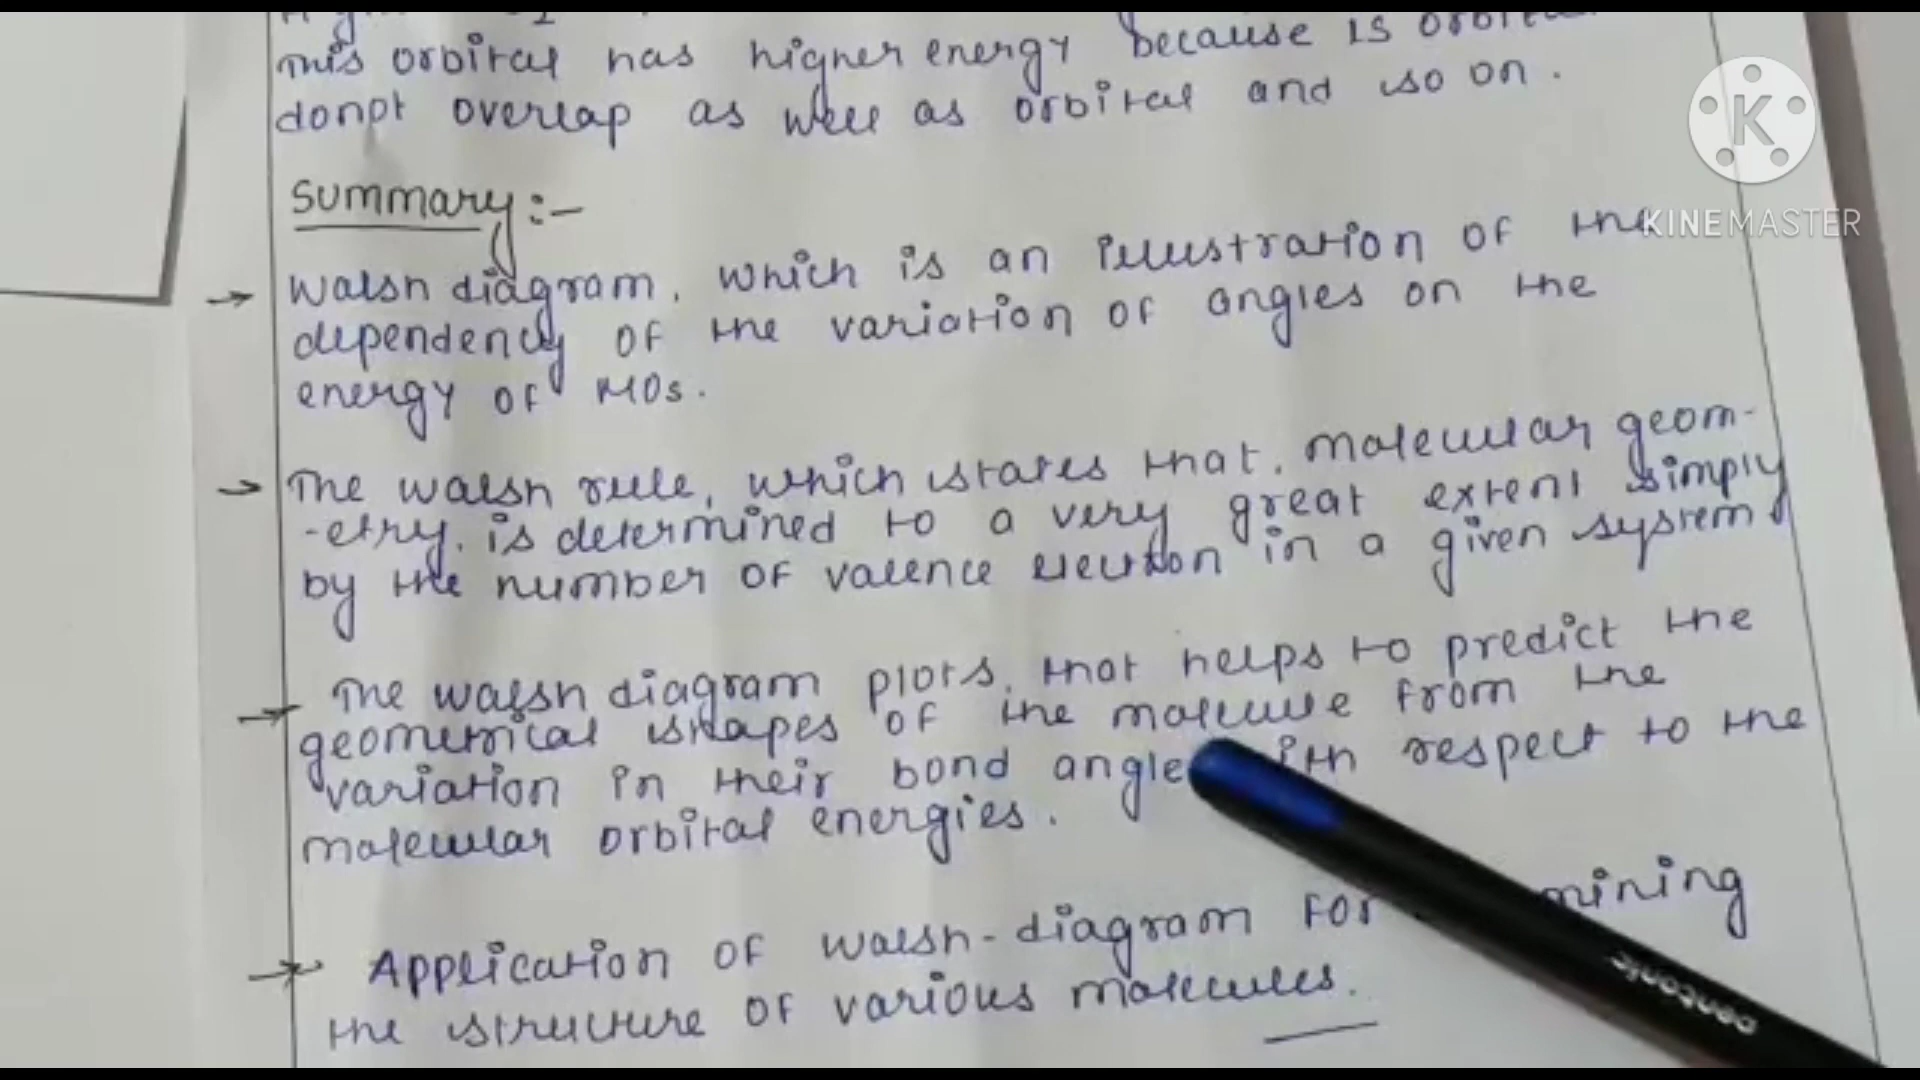 this orbital has higher energy because is
donot overlap as well as orbital and so on.
K
KINEMASTER
Summary:-
→ Walsh diagram, which is an illustration of the
dependency of the variation of angles on the
energy of MOs.
→ The walsh rule, which states that, molecular geom-
-etry, is determined to a very great extent simply
by the number of valence electron in a given system
→ The walsh diagram plots, that helps to predict the
geometrical shapes of the molecule from the
variation in their bond angles with respect to the
molecular orbital energies.
→ Application of walsh-diagram for mining
the structure of various molecules.
pentonic